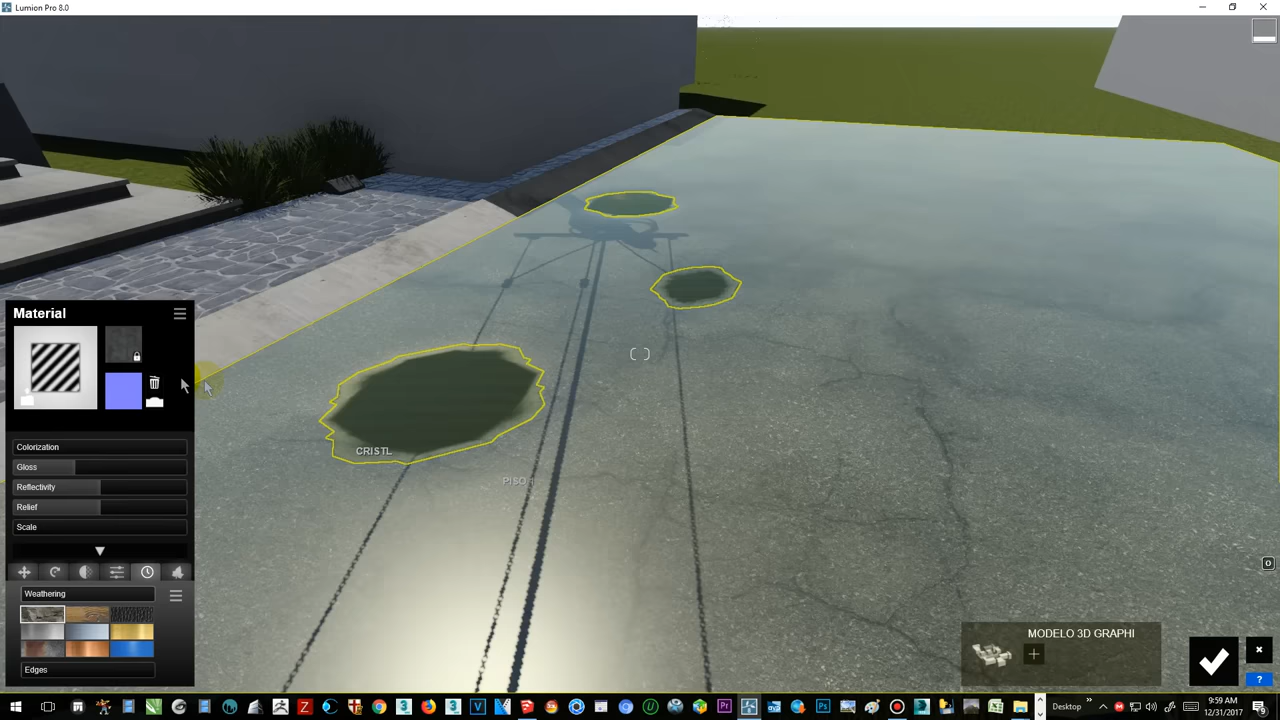 Lumion Pro 8.0
Material
CRISTL
PISO
Colorization
Gloss
Reflectivity
Relief
Scale
Weathering
Edges
MODELO 3D GRAPHI
Desktop
9:59 AM
12/31/2017